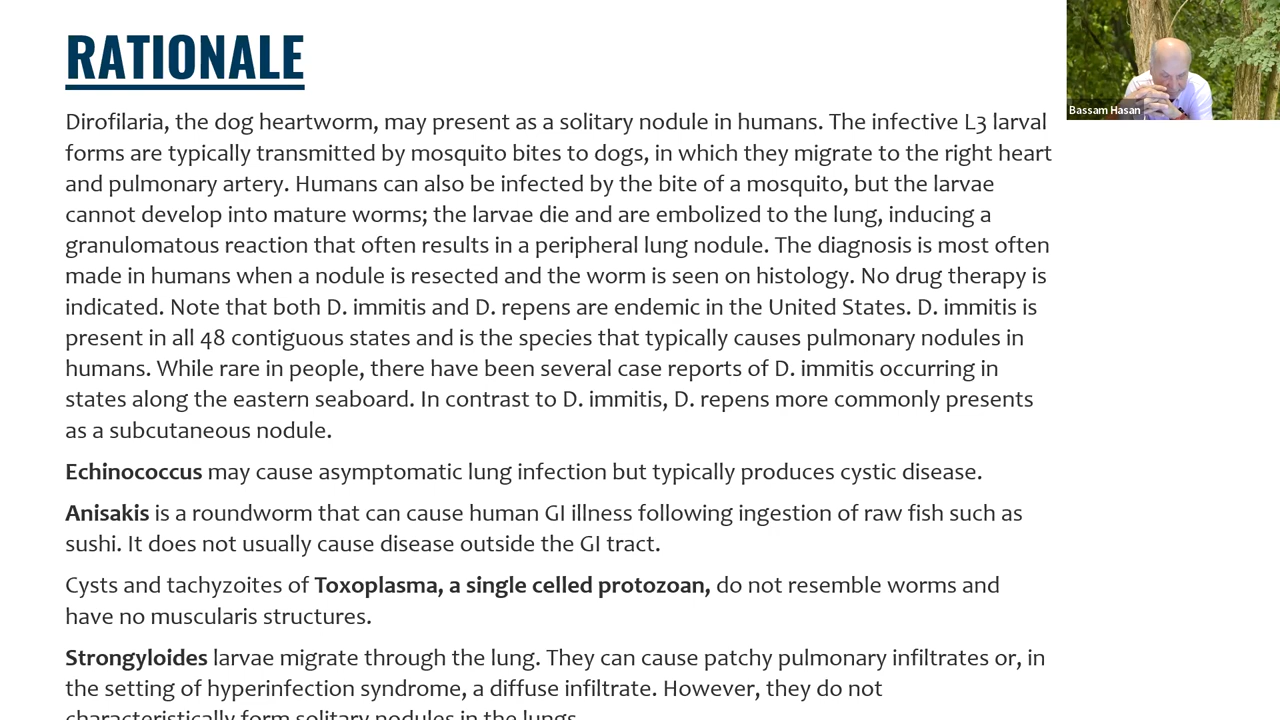 RATIONALE
Bassam Hasan
Dirofilaria, the dog heartworm, may present as a solitary nodule in humans. The infective L3 larval
forms are typically transmitted by mosquito bites to dogs, in which they migrate to the right heart
and pulmonary artery. Humans can also be infected by the bite of a mosquito, but the larvae
cannot develop into mature worms; the larvae die and are embolized to the lung, inducing a
granulomatous reaction that often results in a peripheral lung nodule. The diagnosis is most often
made in humans when a nodule is resected and the worm is seen on histology. No drug therapy is
indicated. Note that both D. immitis and D. repens are endemic in the United States. D. immitis is
present in all 48 contiguous states and is the species that typically causes pulmonary nodules in
humans. While rare in people, there have been several case reports of D. immitis occurring in
states along the eastern seaboard. In contrast to D. immitis, D. repens more commonly presents
as a subcutaneous nodule.
Echinococcus may cause asymptomatic lung infection but typically produces cystic disease.
Anisakis is a roundworm that can cause human GI illness following ingestion of raw fish such as
sushi. It does not usually cause disease outside the GI tract.
Cysts and tachyzoites of Toxoplasma, a single celled protozoan, do not resemble worms and
have no muscularis structures.
Strongyloides larvae migrate through the lung. They can cause patchy pulmonary infiltrates or, in
the setting of hyperinfection syndrome, a diffuse infiltrate. However, they do not
characteristically form solitary nodules in the lungs.